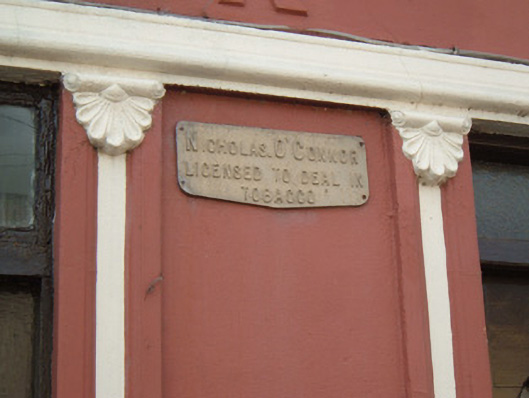 NICHOLAS. O'CONNOR
LICENSED TO DEAL IN
TOBACCO